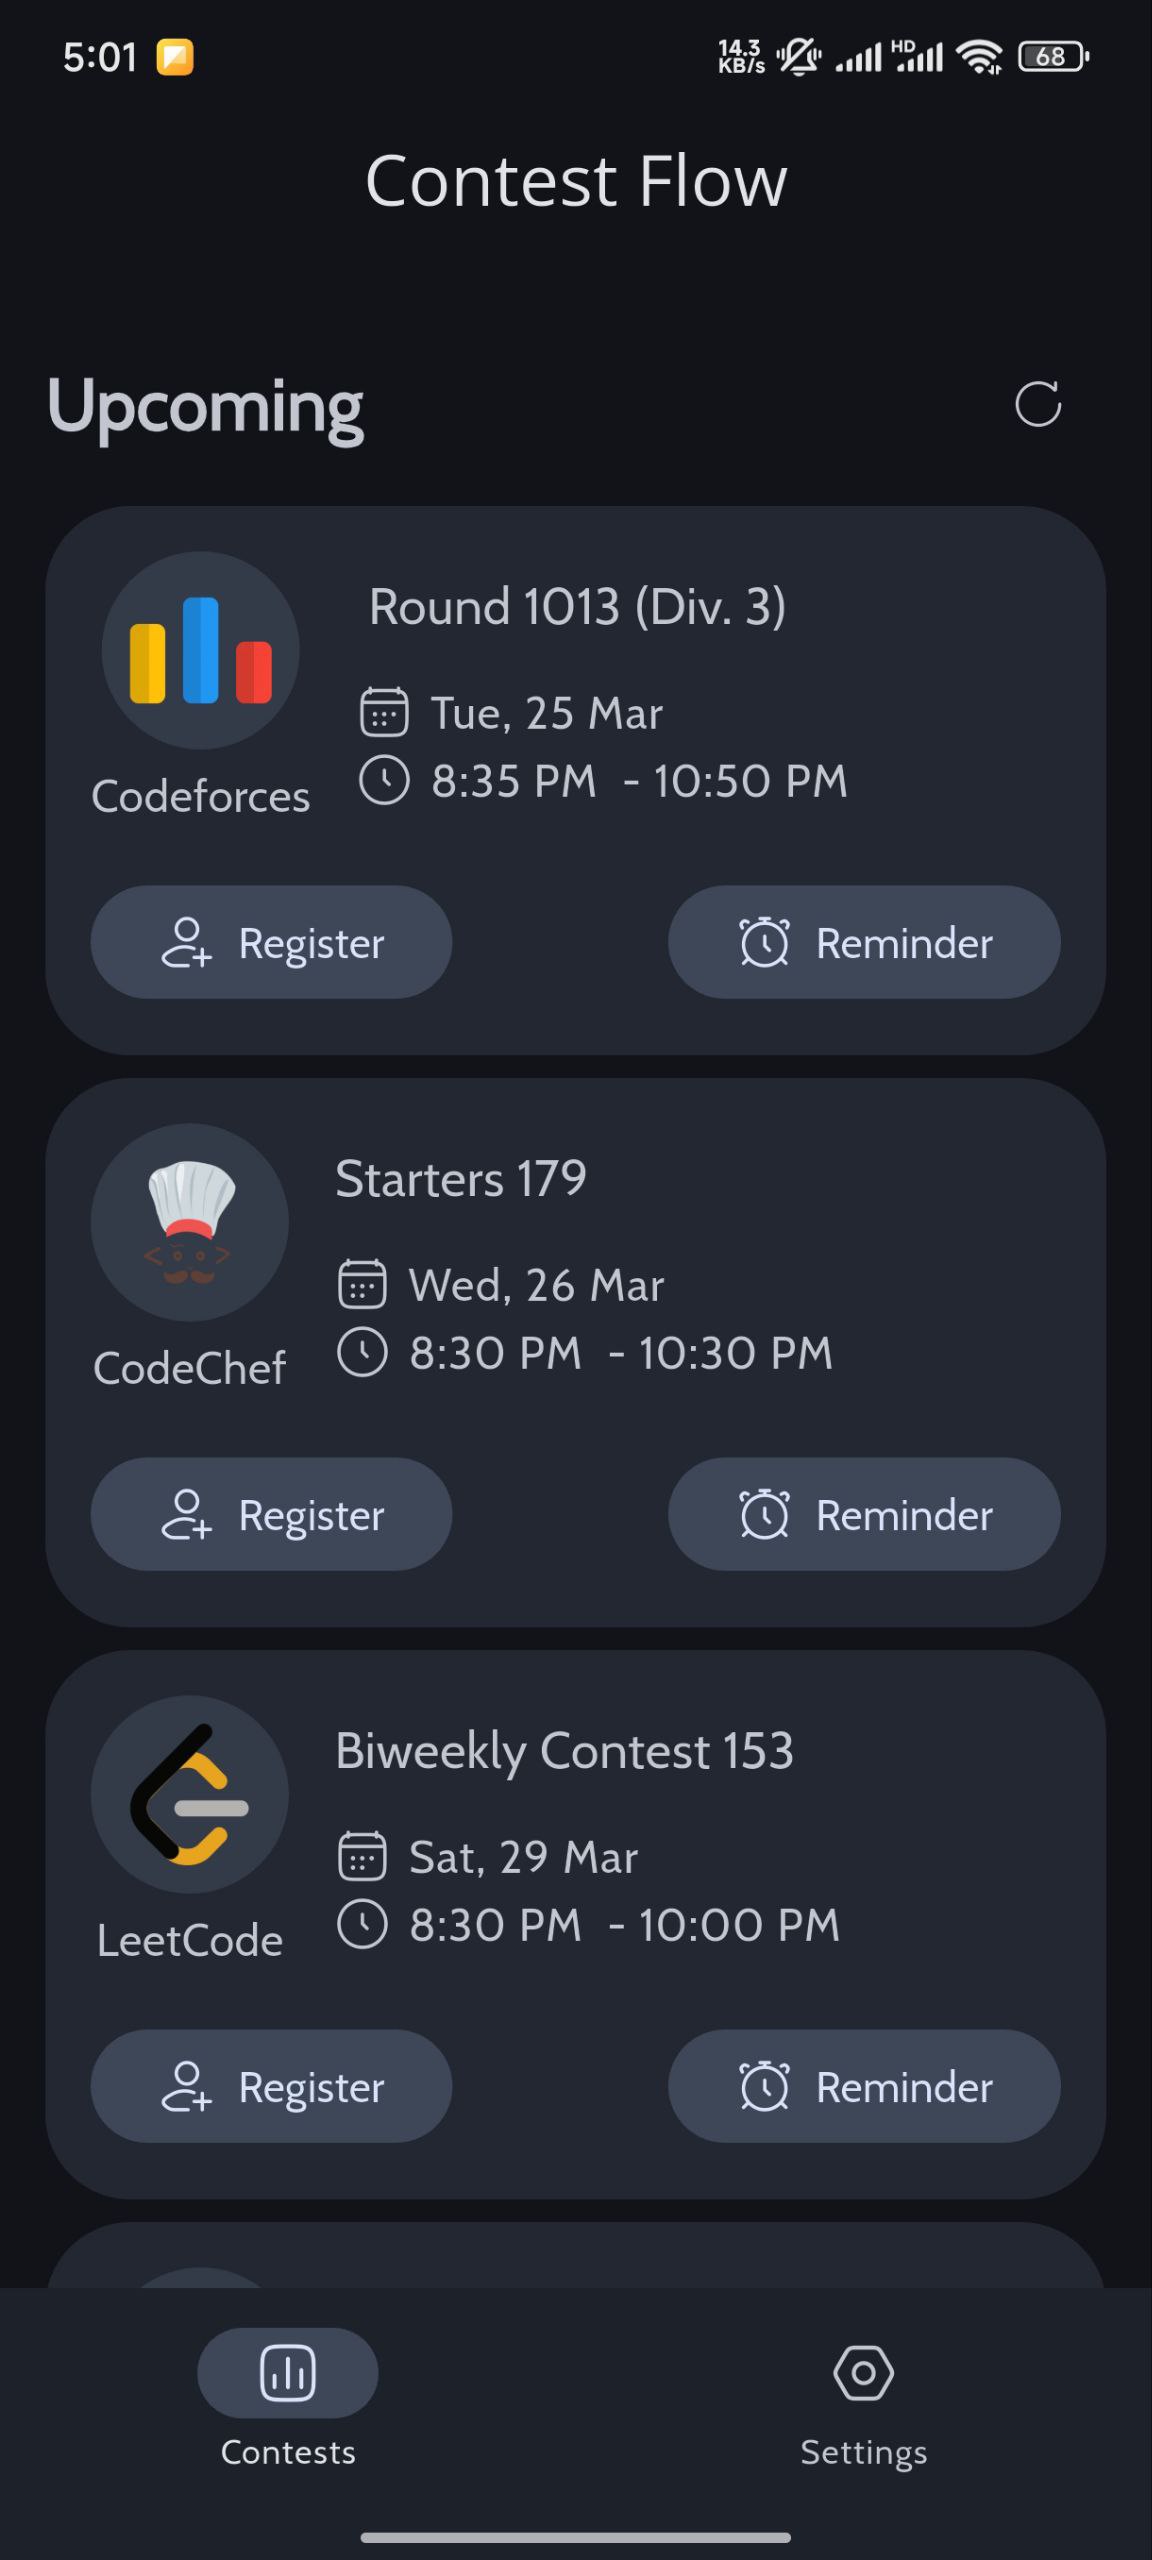 5:01 14.3 KB/s HD 68
Contest Flow
Upcoming
Round 1013 (Div. 3)
Tue, 25 Mar
8:35 PM - 10:50 PM
Codeforces
Register Reminder
Starters 179
Wed, 26 Mar
8:30 PM - 10:30 PM
CodeChef
Register Reminder
Biweekly Contest 153
Sat, 29 Mar
8:30 PM - 10:00 PM
LeetCode
Register Reminder
Contests Settings